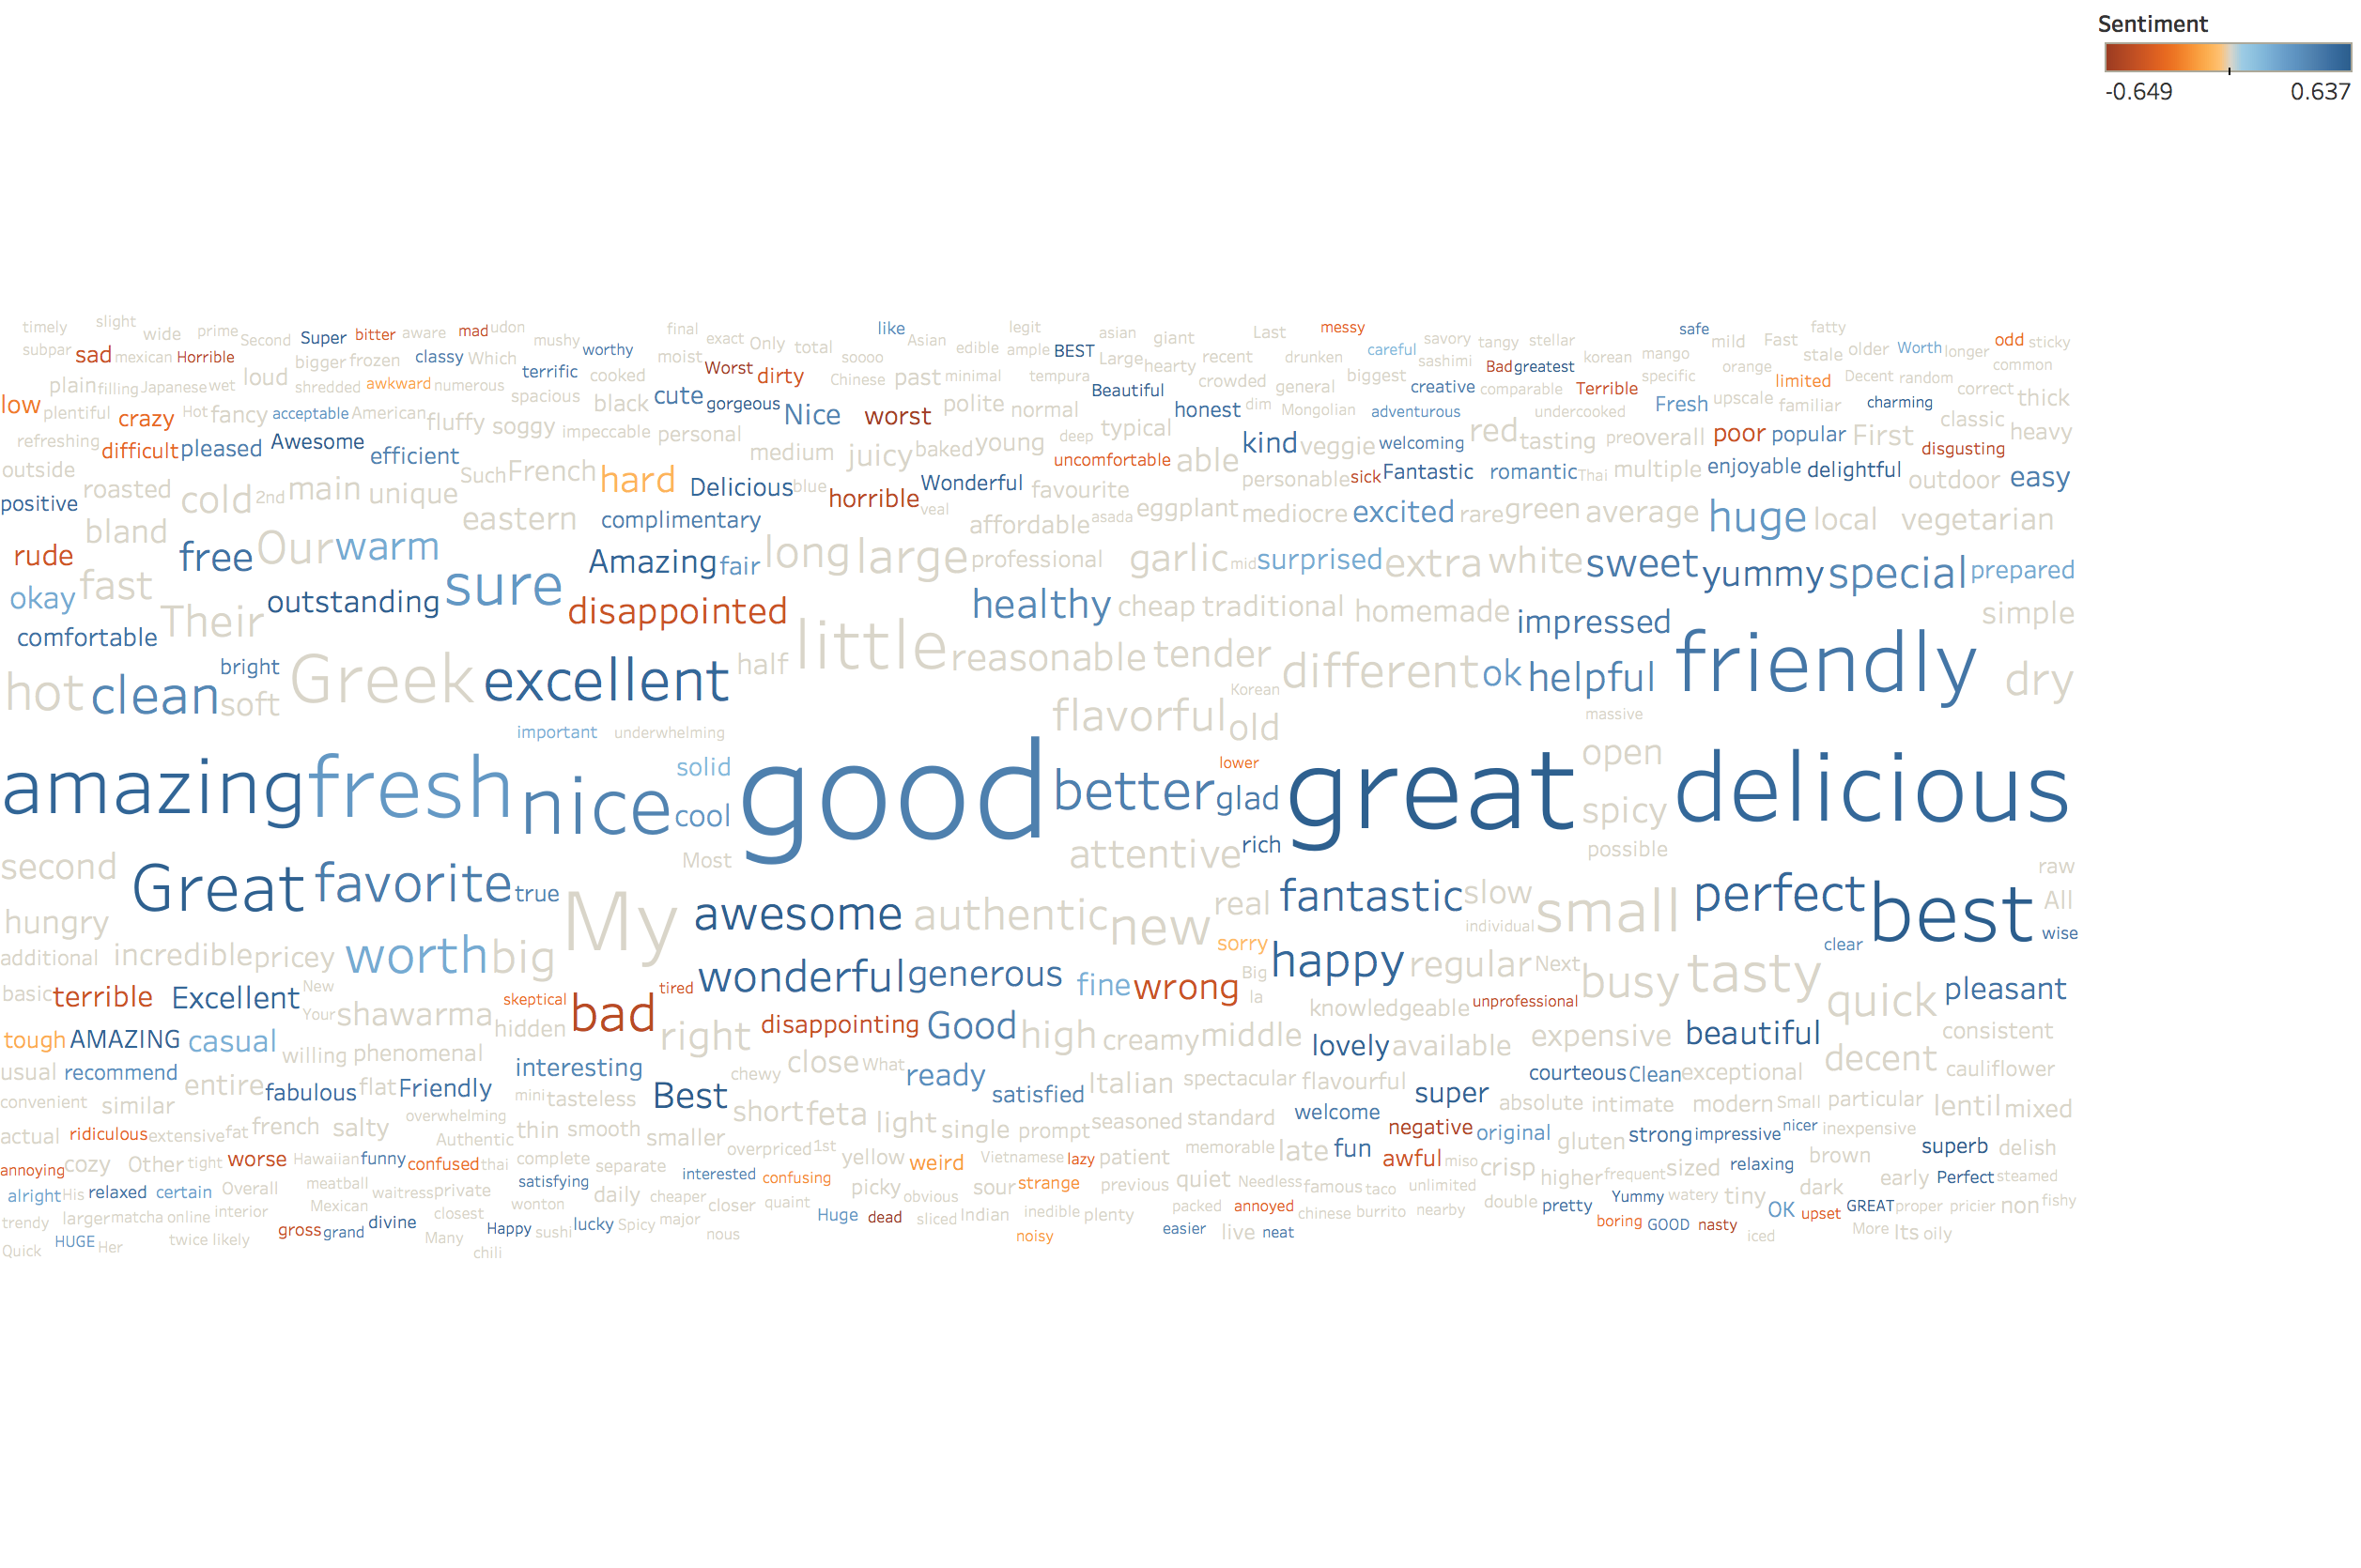 Sentiment
-0.649 0.637
timely slight wide prime Second Super bitter aware mad udon mushy worthy final exact Only total soooo like Asian edible legit ample BEST asian Large giant hearty recent Last drunken messy careful savory sashimi tangy stellar korean mango safe mild Fast fatty stale older Worth longer odd sticky
subpar sad mexican Horrible bigger frozen classy Which terrific cooked moist Worst dirty Chinese past minimal tempura Beautiful crowded general biggest creative comparable Bad greatest Terrible specific orange limited Decent random correct common thick
plain filling Japanese wet loud shredded awkward numerous spacious black cute gorgeous Nice worst polite normal honest dim Mongolian adventurous undercooked Fresh upscale familiar charming classic
low plentiful crazy Hot fancy acceptable American fluffy soggy impeccable personal medium juicy baked young deep typical kind veggie welcoming red tasting pre overall poor popular First heavy
refreshing difficult pleased Awesome efficient uncomfortable able personable sick Fantastic romantic Thai multiple enjoyable delightful disgusting outdoor easy
outside roasted cold 2nd main unique Such French hard Delicious blue horrible veal Wonderful favourite
positive bland eastern complimentary affordable asada eggplant mediocre excited rare green average huge local vegetarian
rude free Our warm Amazing fair long large professional garlic mid surprised extra white sweet yummy special prepared
okay fast Their outstanding sure disappointed healthy cheap traditional homemade impressed simple
comfortable bright Greek excellent half little reasonable tender different ok helpful friendly dry
hot clean soft important underwhelming flavorful Korean old massive
amazing fresh nice solid cool good better lower glad great open spicy delicious
second Most attentive rich possible raw
Great favorite true My awesome authentic new real fantastic slow individual small perfect best All wise
hungry additional incredible pricey worth big sorry happy regular Next clear
basic terrible Excellent New Your shawarma skeptical hidden bad tired wonderful generous fine wrong Big la knowledgeable unprofessional busy tasty quick pleasant
tough AMAZING casual willing phenomenal right disappointing Good high creamy middle lovely available expensive beautiful consistent
usual recommend entire fabulous flat Friendly interesting mini tasteless Best chewy close What ready satisfied Italian spectacular flavourful super courteous Clean exceptional decent cauliflower
convenient similar overwhelming short feta light single prompt seasoned standard welcome absolute intimate modern Small particular lentil mixed
actual ridiculous extensive fat french salty Authentic thin smooth smaller overpriced 1st memorable late fun negative original gluten strong impressive nicer inexpensive superb delish
annoying cozy Other tight worse Hawaiian funny confused thai complete separate interested confusing yellow weird Vietnamese lazy patient awful miso crisp higher frequent sized relaxing brown
alright His relaxed certain Overall meatball waitress private satisfying wonton daily cheaper closer quaint picky obvious sour strange previous quiet Needless famous taco unlimited double pretty Yummy watery tiny dark early Perfect steamed
trendy larger matcha online interior Mexican closest Happy sushi lucky Spicy major Huge dead sliced Indian inedible plenty packed annoyed chinese burrito nearby boring GOOD nasty OK upset GREAT proper pricier non fishy
Quick HUGE Her twice likely gross grand divine Many chili nous noisy easier live neat iced More Its oily